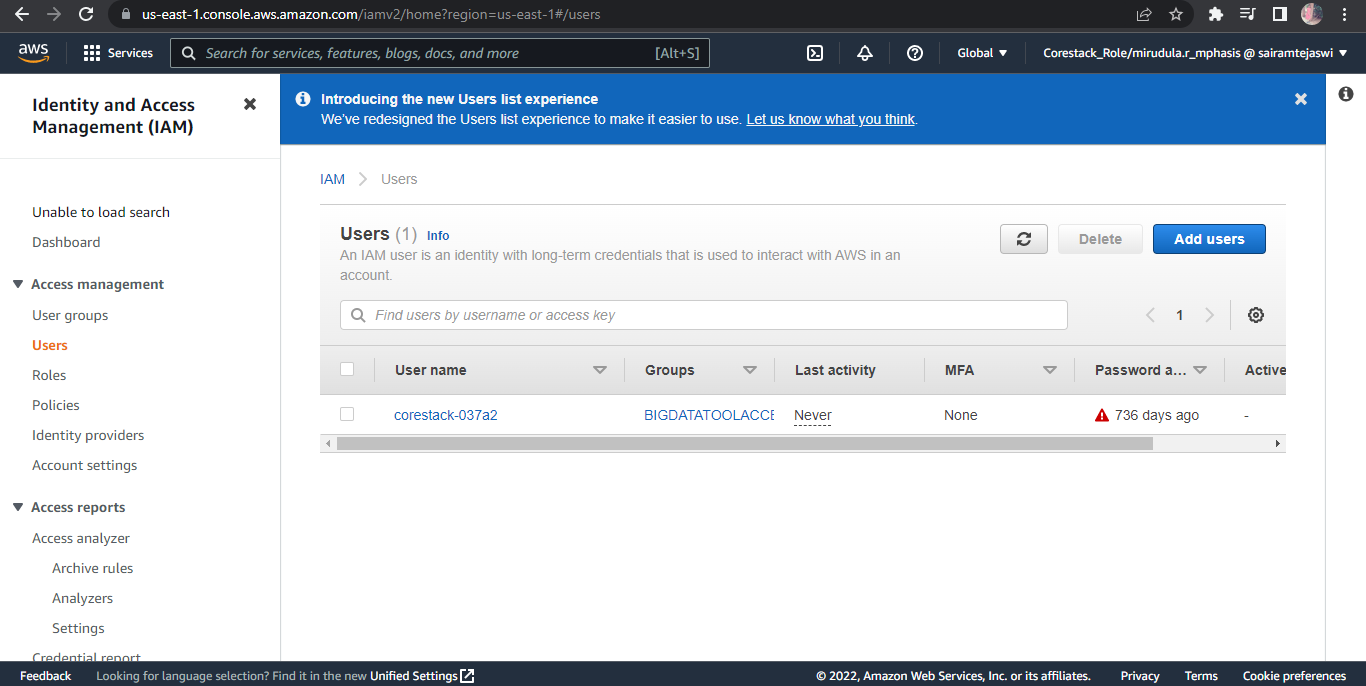 us-east-1.console.aws.amazon.com/iamv2/home?region=us-east-1#/users
aws
Services
Search for services, features, blogs, docs, and more
[Alt+S]
Global
Corestack_Role/mirudula.r_mphasis @ sairamtejaswi
Identity and Access
Management (IAM)
Unable to load search
Dashboard
Access management
User groups
Users
Roles
Policies
Identity providers
Account settings
Access reports
Access analyzer
Archive rules
Analyzers
Settings
Credential report
Introducing the new Users list experience
We've redesigned the Users list experience to make it easier to use. Let us know what you think.
IAM
Users
Users (1) Info
An IAM user is an identity with long-term credentials that is used to interact with AWS in an
account.
Delete
Add users
Find users by username or access key
1
User name
Groups
Last activity
MFA
Password a...
Active
corestack-037a2
BIGDATATOOLACCE
Never
None
736 days ago
-
Feedback
Looking for language selection? Find it in the new Unified Settings
© 2022, Amazon Web Services, Inc. or its affiliates.
Privacy
Terms
Cookie preferences